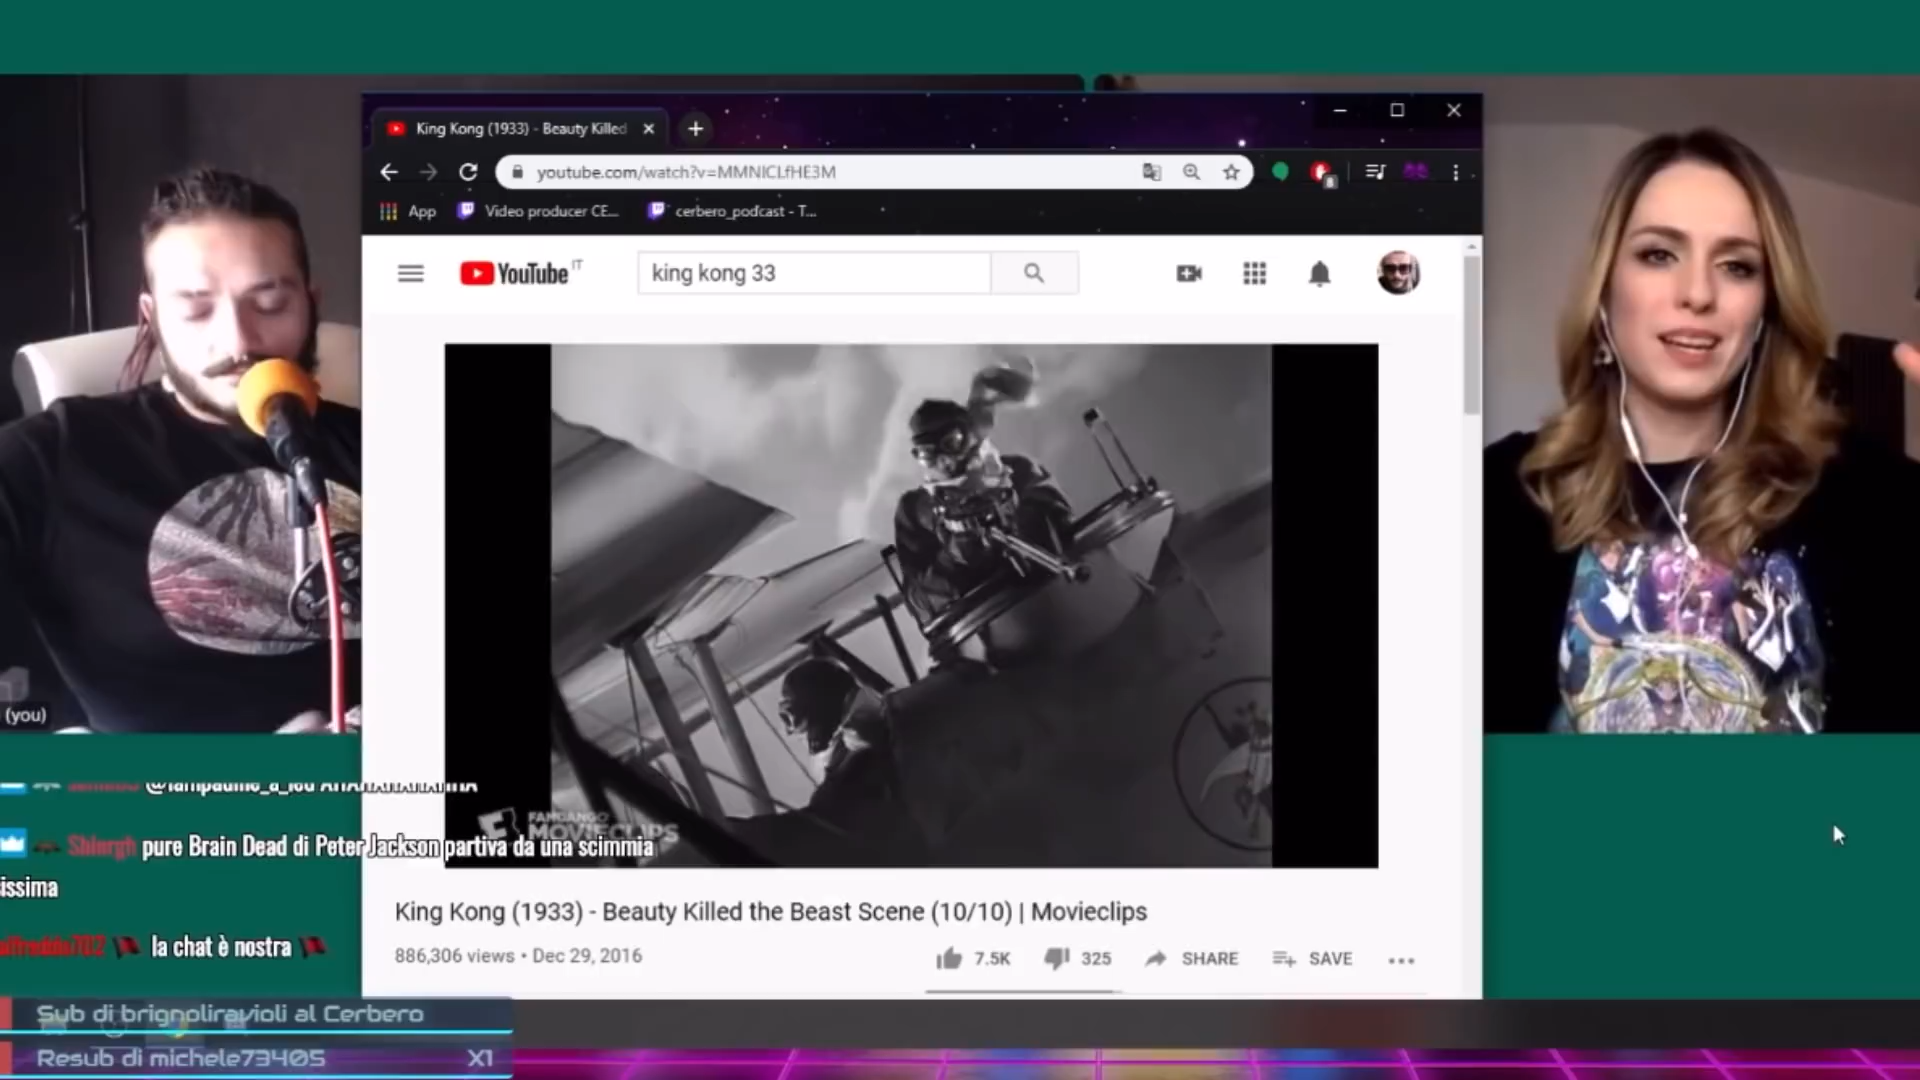 King Kong (1933) - Beauty Killed
youtube.com/watch?v=MMNICLfHE3M
App
Video producer CE...
cerbero_podcast - T...
YouTube IT
king kong 33
(you)
FANDANGO
MOVIECLIPS
Shlorgh pure Brain Dead di Peter Jackson partiva da una scimmia
issima
la chat è nostra
King Kong (1933) - Beauty Killed the Beast Scene (10/10) | Movieclips
886,306 views • Dec 29, 2016
7.5K
325
SHARE
SAVE
Sub di brignoliravioli al Cerbero
Resub di michele73405 X1